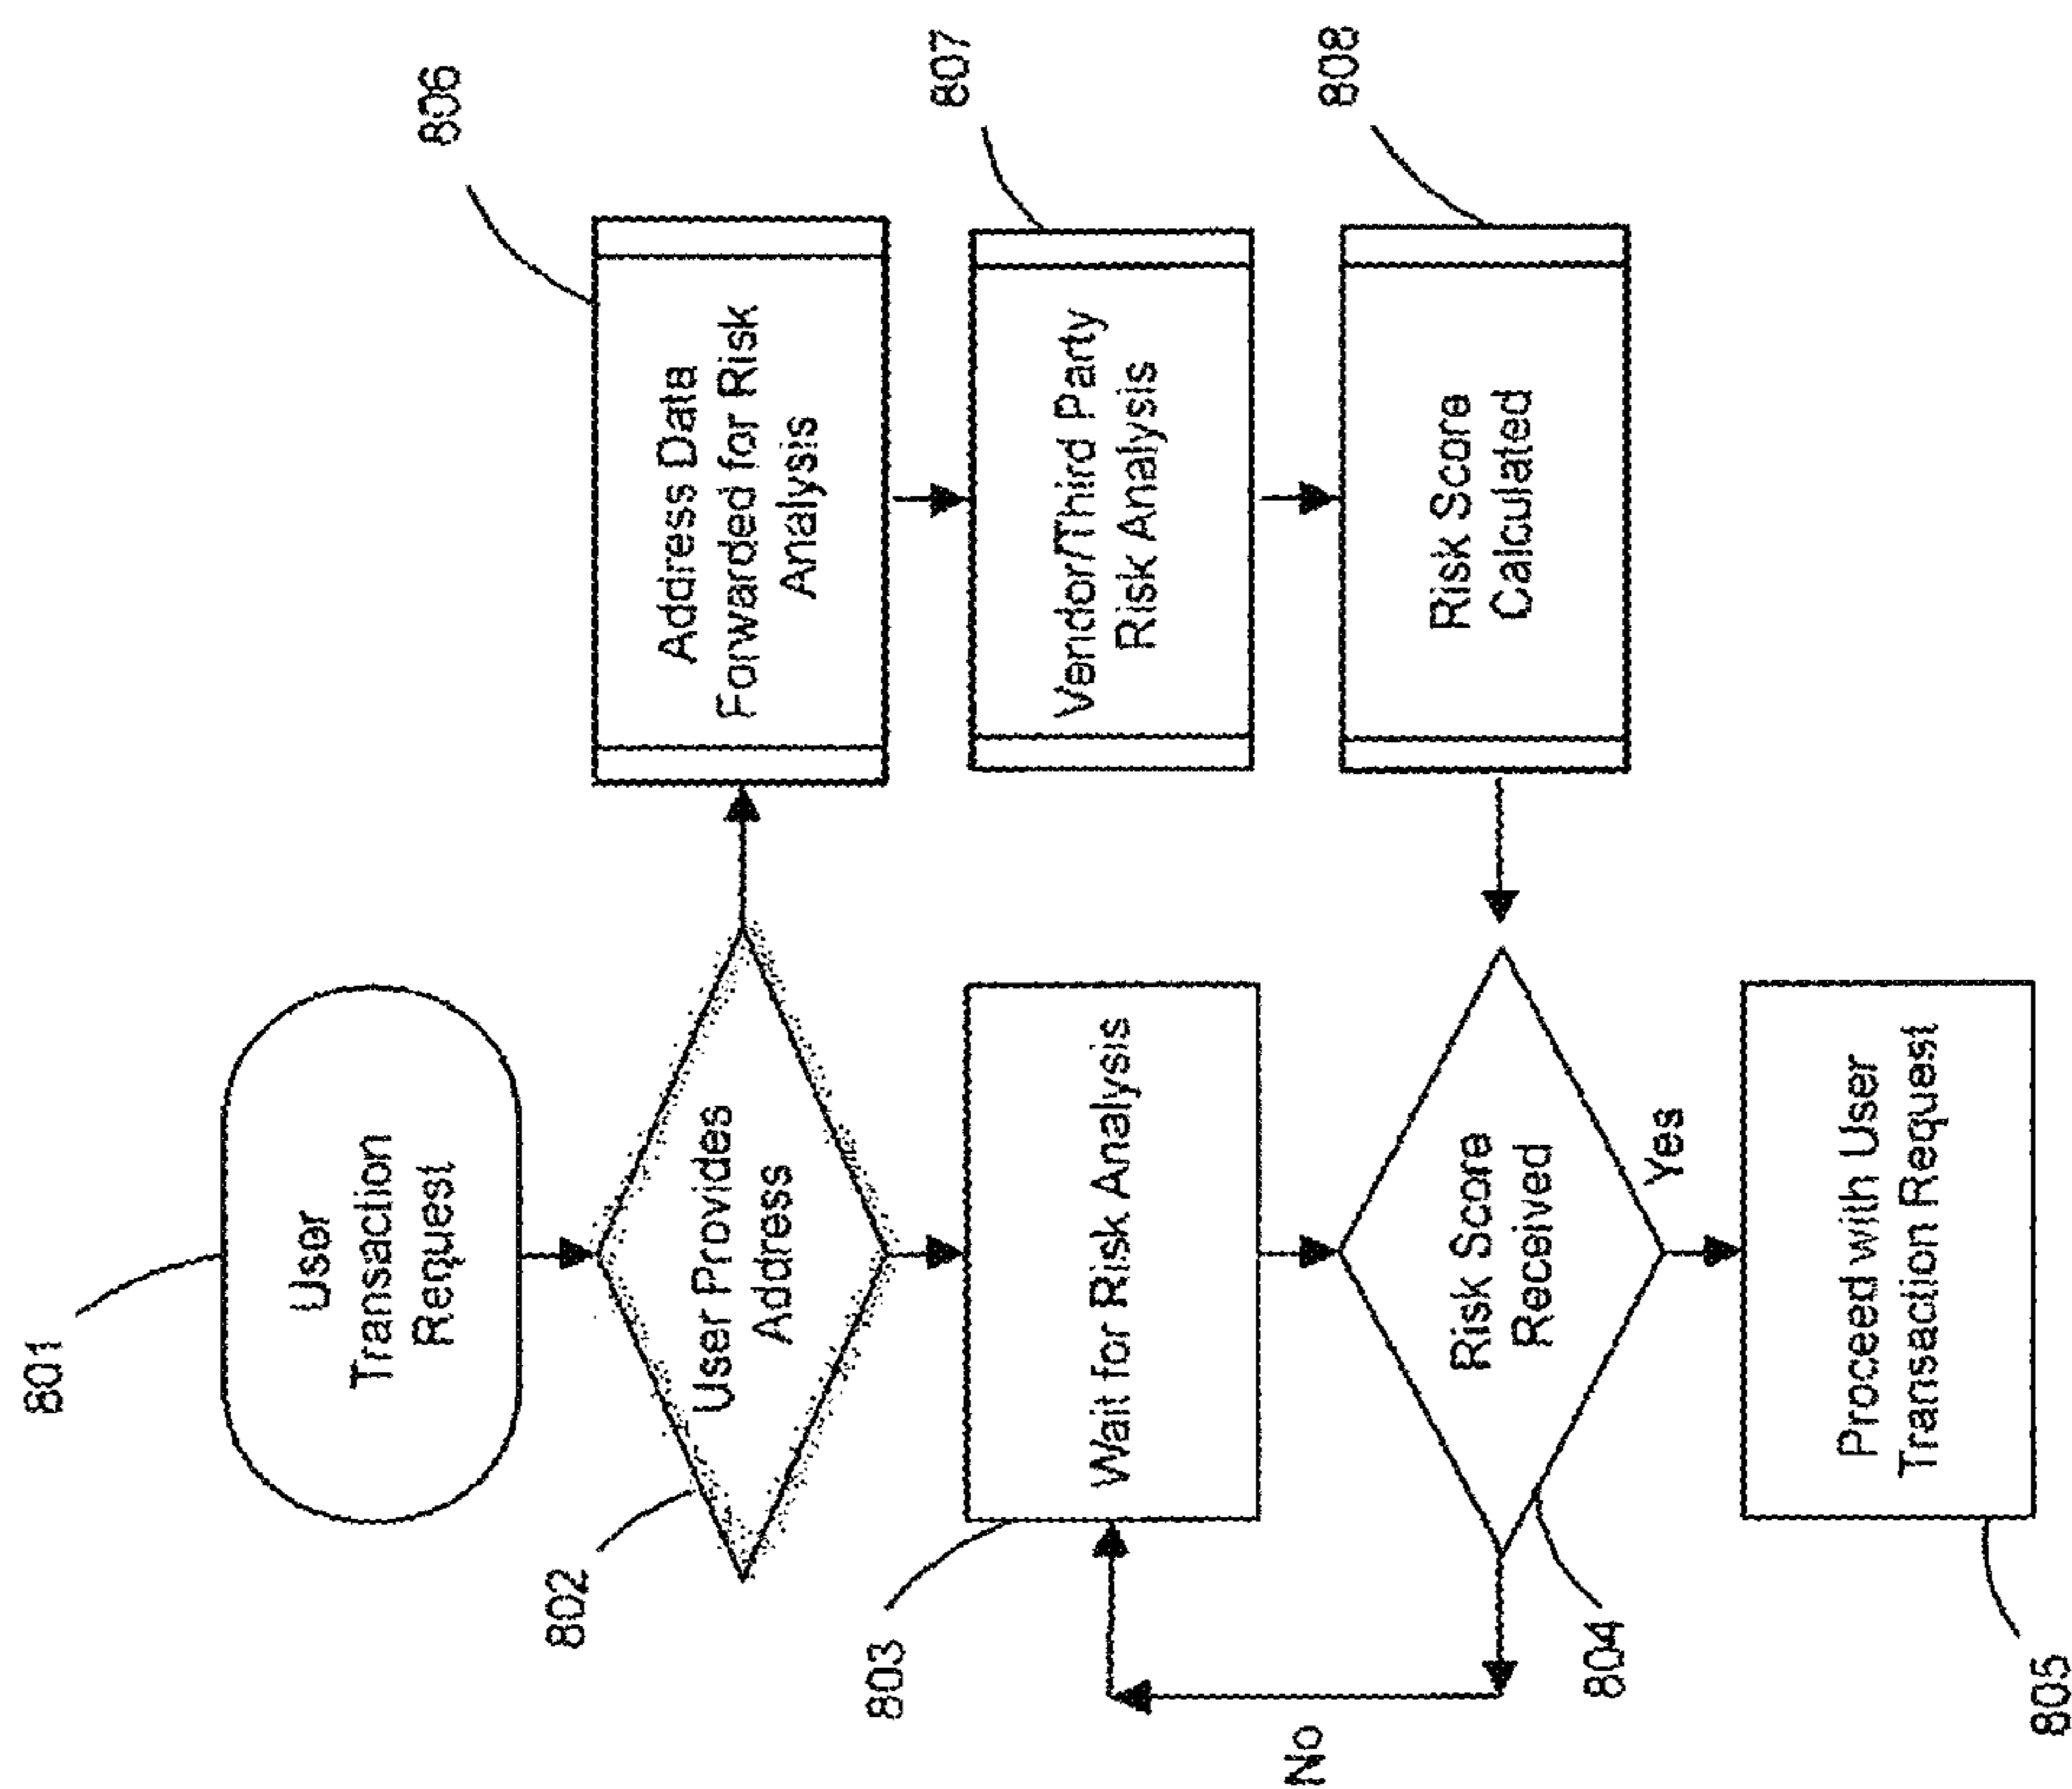 801
User
Transaction
Request
802
User Provides
Address
806
Address Data
Forwarded for Risk
Analysis
803
Wait for Risk Analysis
807
Vendor/Third Party
Risk Analysis
No
804
Risk Score
Received
Yes
808
Risk Score
Calculated
805
Proceed with User
Transaction Request